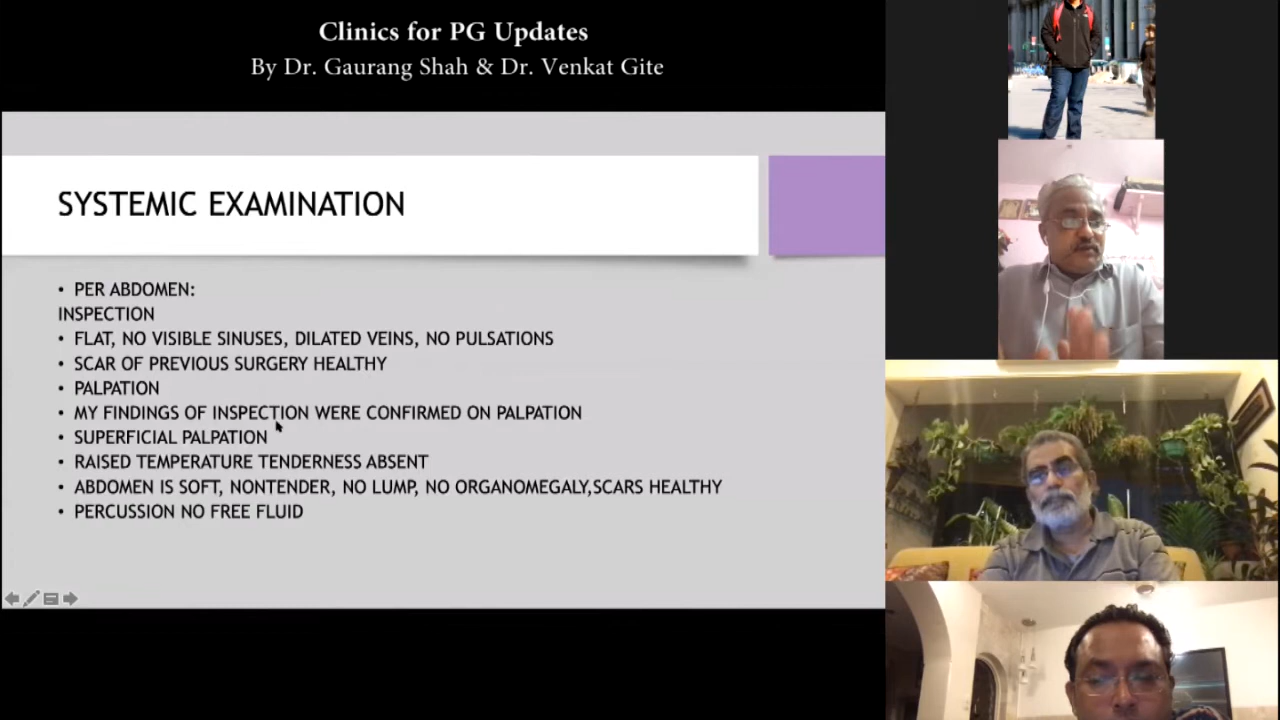 Clinics for PG Updates
By Dr. Gaurang Shah & Dr. Venkat Gite
SYSTEMIC EXAMINATION
• PER ABDOMEN:
INSPECTION
• FLAT, NO VISIBLE SINUSES, DILATED VEINS, NO PULSATIONS
• SCAR OF PREVIOUS SURGERY HEALTHY
• PALPATION
• MY FINDINGS OF INSPECTION WERE CONFIRMED ON PALPATION
• SUPERFICIAL PALPATION
• RAISED TEMPERATURE TENDERNESS ABSENT
• ABDOMEN IS SOFT, NONTENDER, NO LUMP, NO ORGANOMEGALY,SCARS HEALTHY
• PERCUSSION NO FREE FLUID